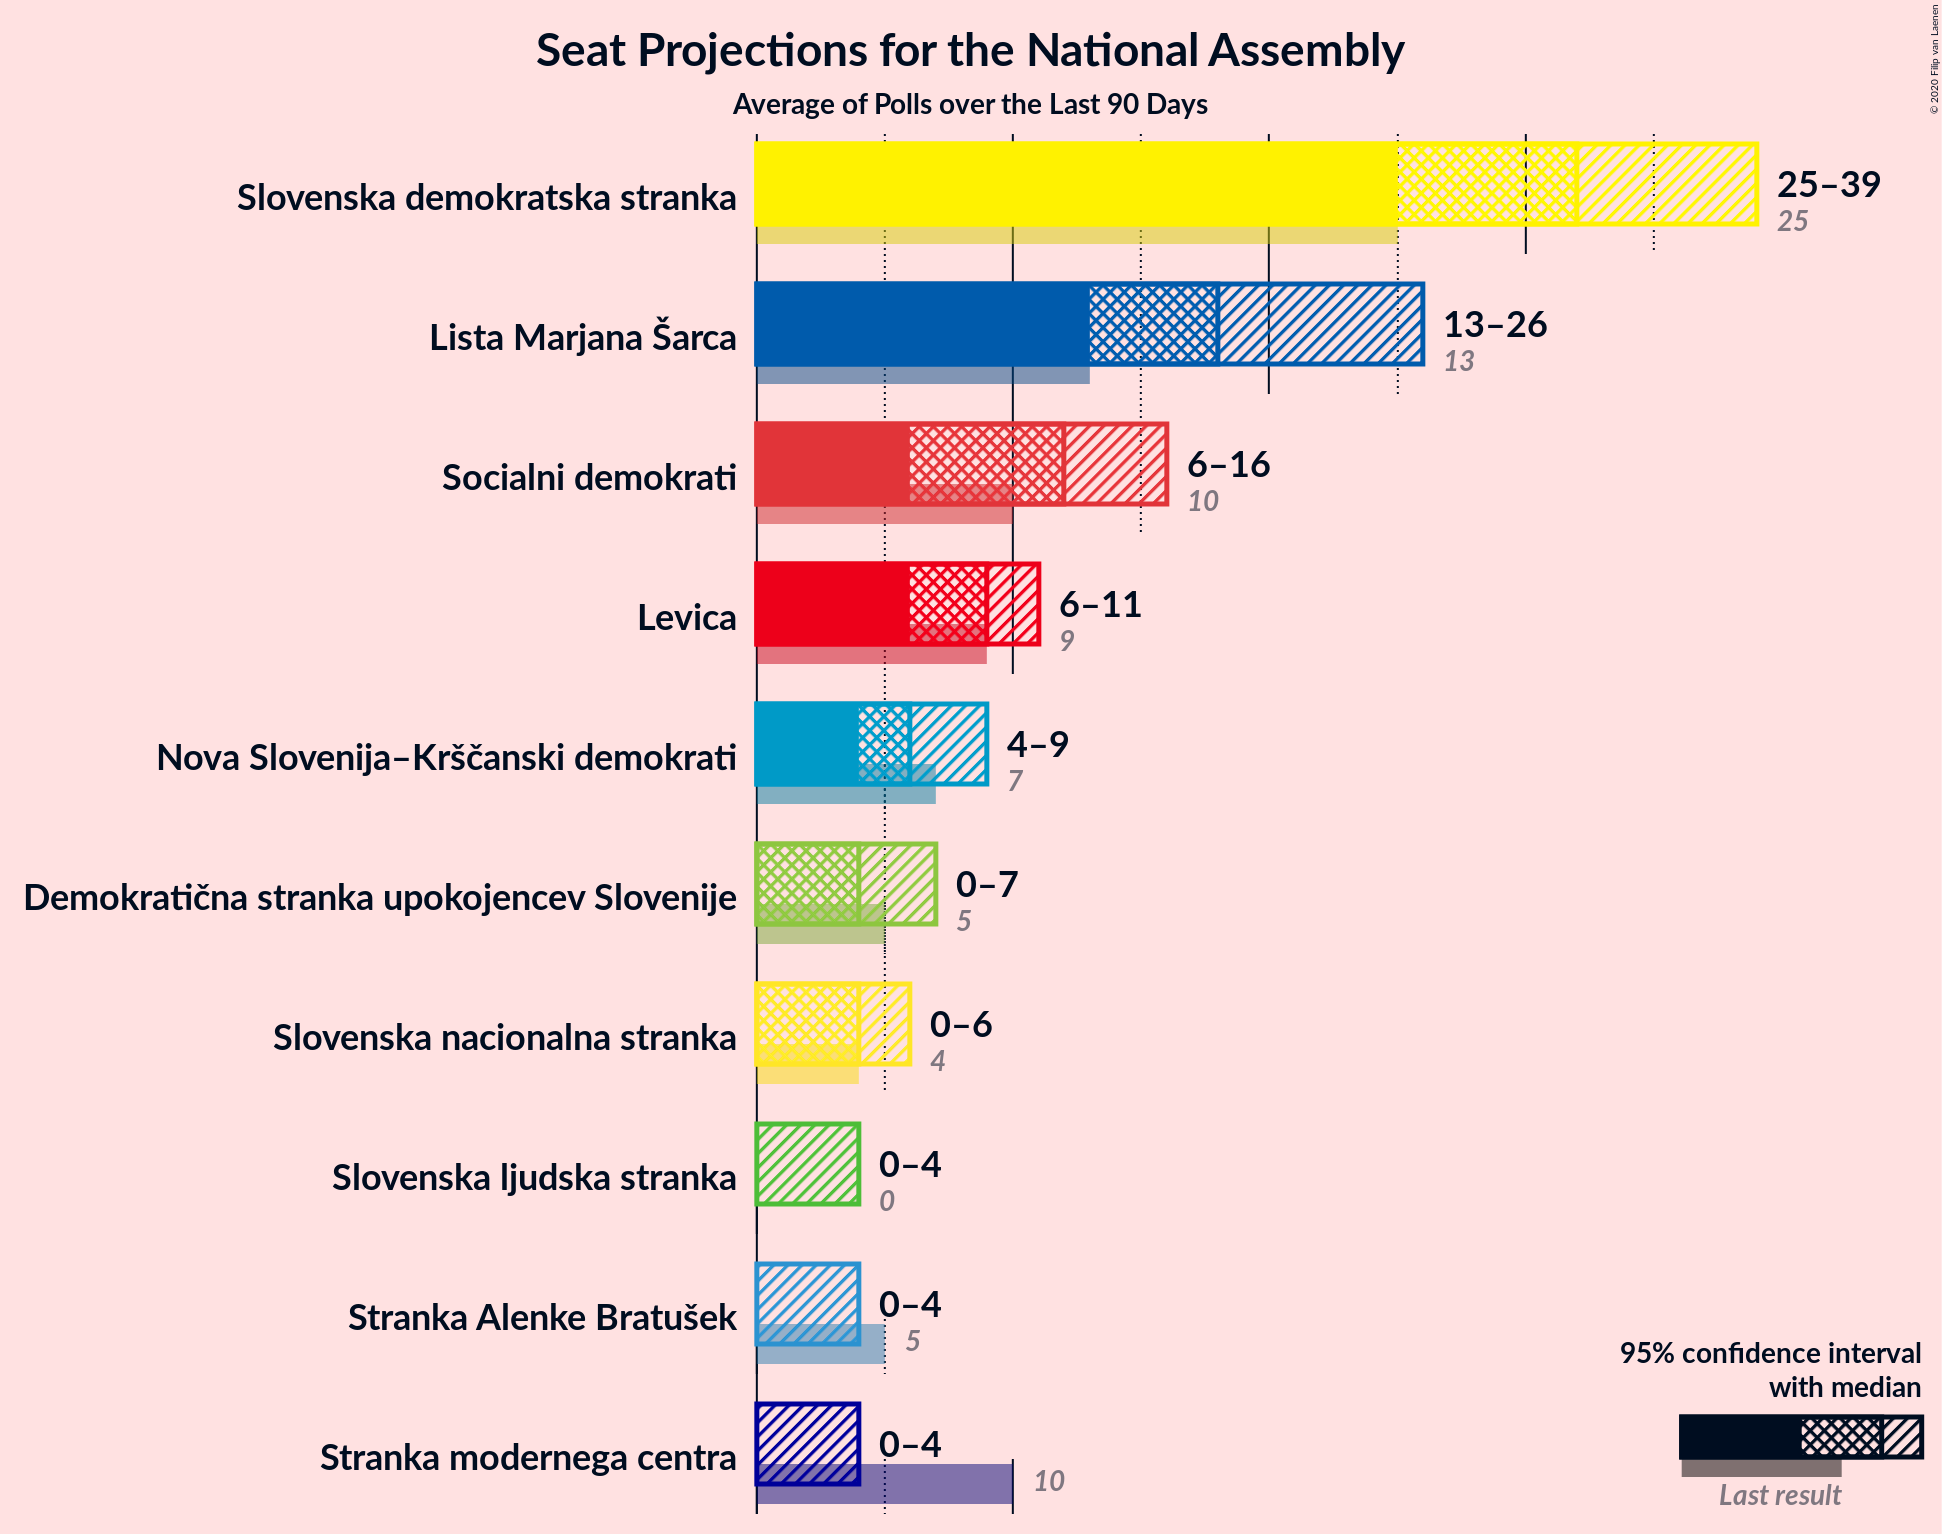 Seat Projections for the National Assembly
Average of Polls over the Last 90 Days
© 2020 Filip van Laenen
Slovenska demokratska stranka
25–39
25
Lista Marjana Šarca
13–26
13
Socialni demokrati
6–16
10
Levica
6–11
9
Nova Slovenija–Krščanski demokrati
4–9
7
Demokratična stranka upokojencev Slovenije
0–7
5
Slovenska nacionalna stranka
0–6
4
Slovenska ljudska stranka
0–4
0
Stranka Alenke Bratušek
0–4
5
Stranka modernega centra
0–4
10
95% confidence interval
with median
Last result